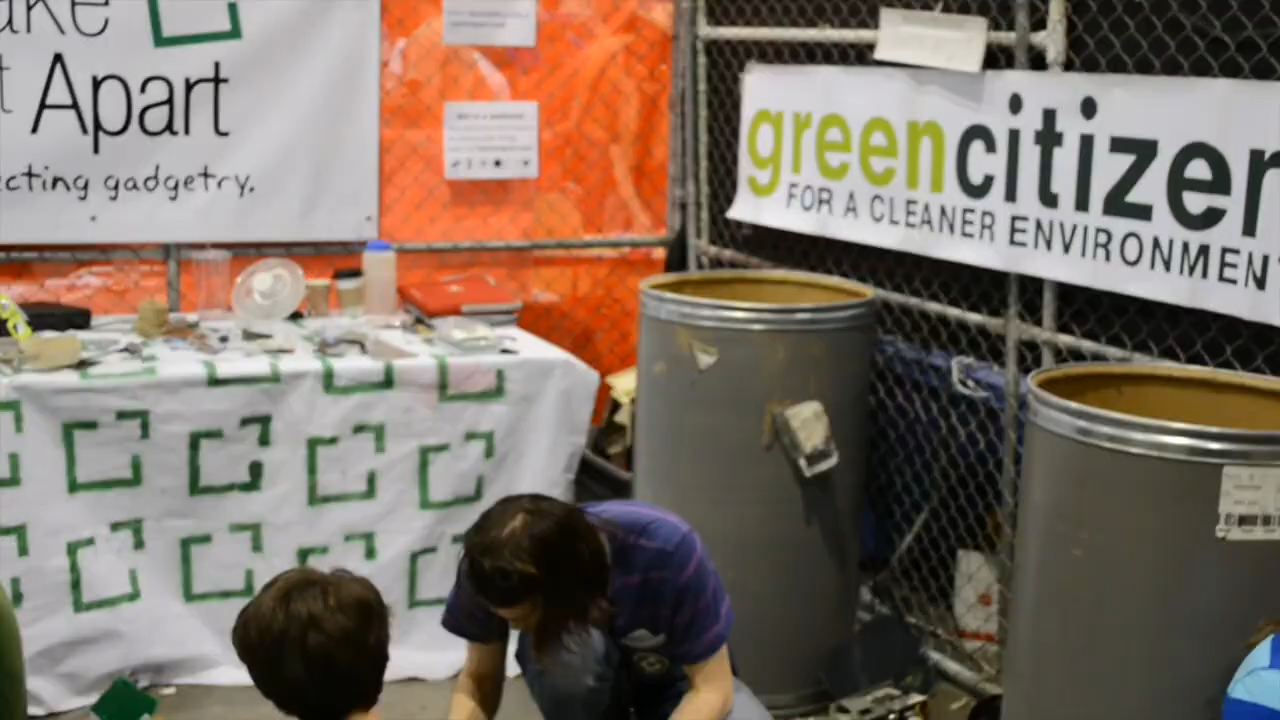 ake
t Apart
ecting gadgetry.
greencitizen
FOR A CLEANER ENVIRONMENT